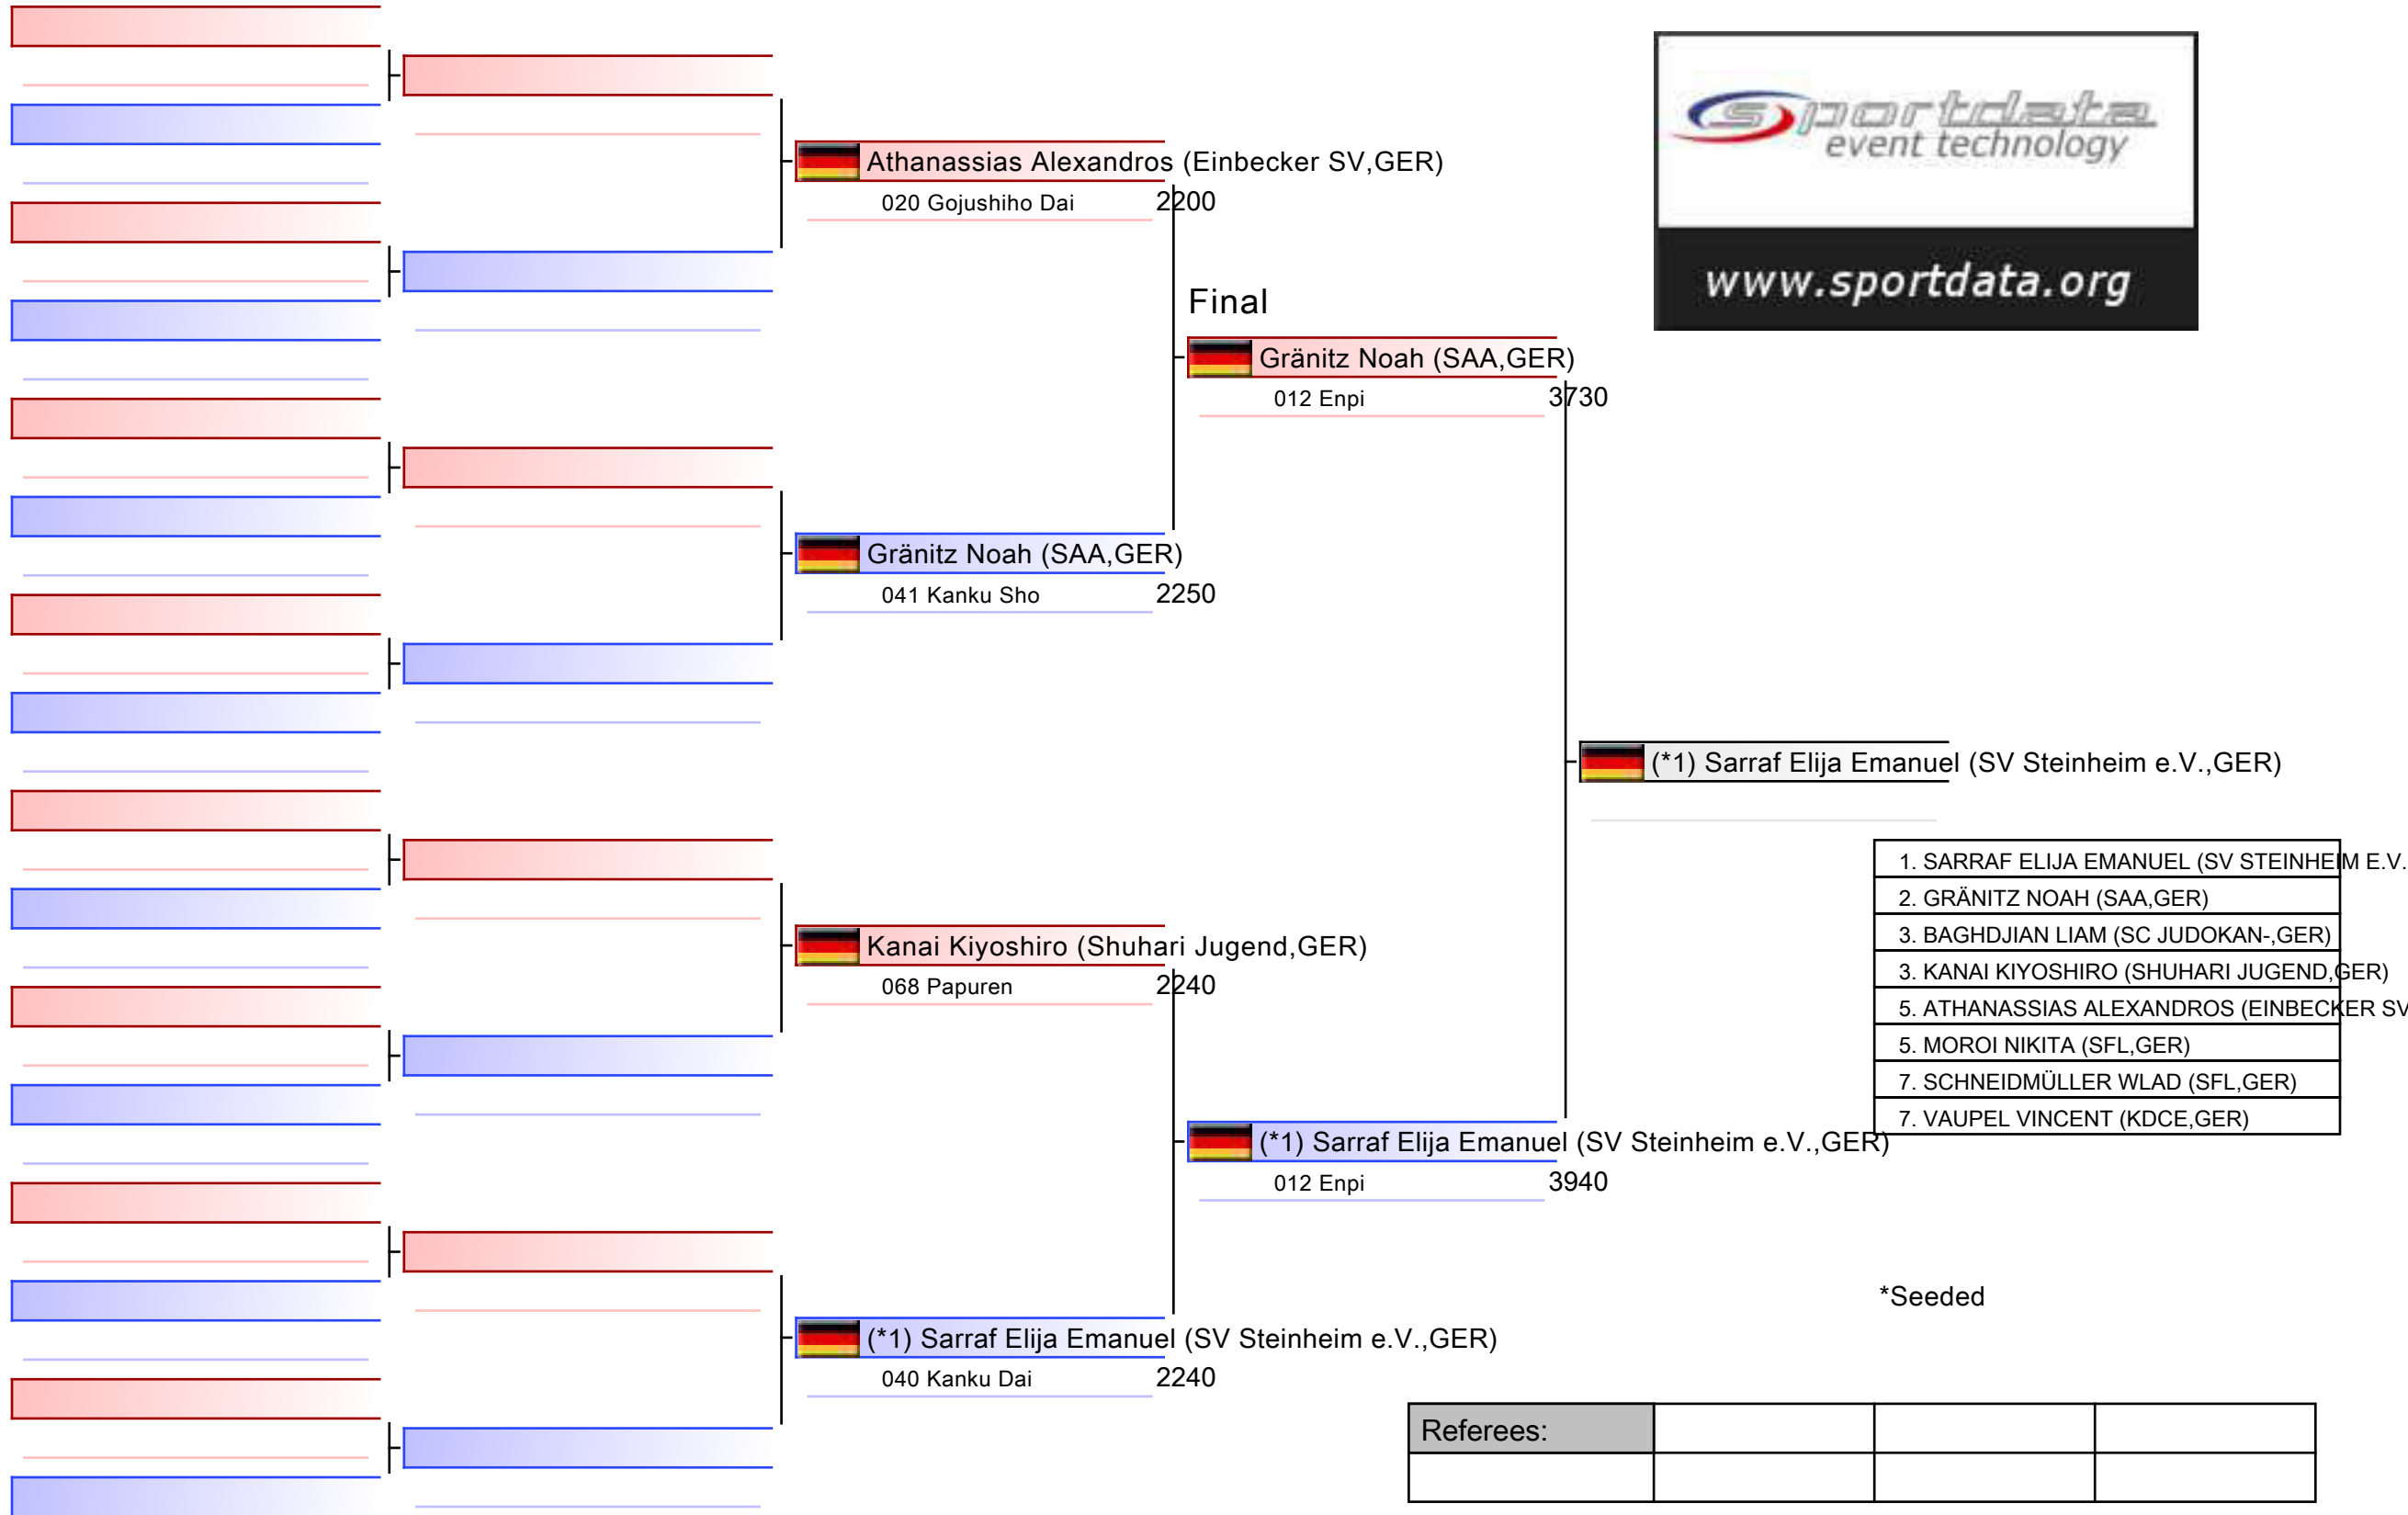 sportdata
event technology
www.sportdata.org
Athanassias Alexandros (Einbecker SV,GER)
020 Gojushiho Dai 2200
Final
Gränitz Noah (SAA,GER)
012 Enpi 3730
Gränitz Noah (SAA,GER)
041 Kanku Sho 2250
(*1) Sarraf Elija Emanuel (SV Steinheim e.V.,GER)
1. SARRAF ELIJA EMANUEL (SV STEINHEIM E.V.
2. GRÄNITZ NOAH (SAA,GER)
3. BAGHDJIAN LIAM (SC JUDOKAN-,GER)
3. KANAI KIYOSHIRO (SHUHARI JUGEND,GER)
5. ATHANASSIAS ALEXANDROS (EINBECKER SV
5. MOROI NIKITA (SFL,GER)
7. SCHNEIDMÜLLER WLAD (SFL,GER)
7. VAUPEL VINCENT (KDCE,GER)
Kanai Kiyoshiro (Shuhari Jugend,GER)
068 Papuren 2240
(*1) Sarraf Elija Emanuel (SV Steinheim e.V.,GER)
012 Enpi 3940
*Seeded
(*1) Sarraf Elija Emanuel (SV Steinheim e.V.,GER)
040 Kanku Dai 2240
Referees: